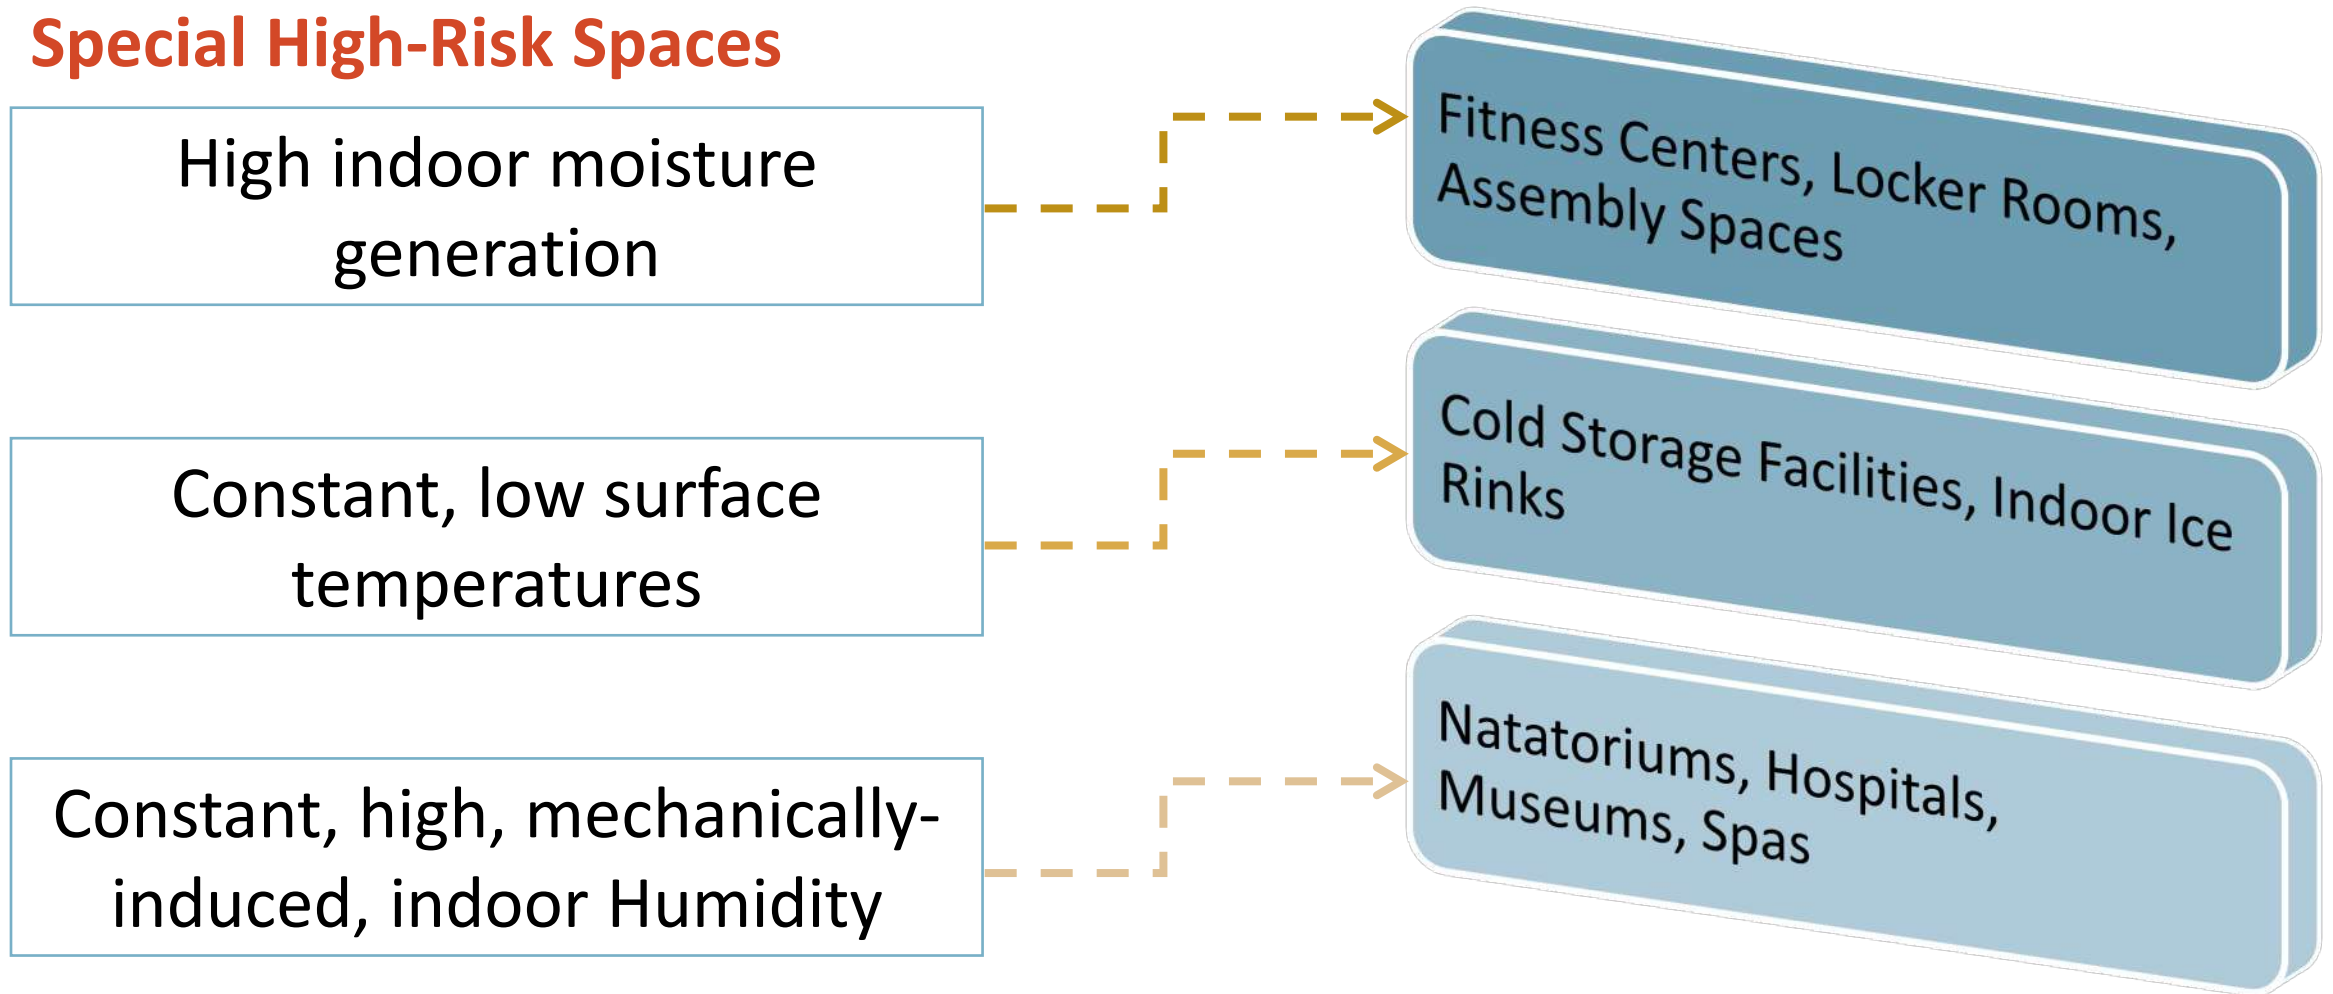 Special High-Risk Spaces
High indoor moisture
generation
Fitness Centers, Locker Rooms,
Assembly Spaces
Constant, low surface
temperatures
Cold Storage Facilities, Indoor Ice
Rinks
Constant, high, mechanically-
induced, indoor Humidity
Natatoriums, Hospitals,
Museums, Spas